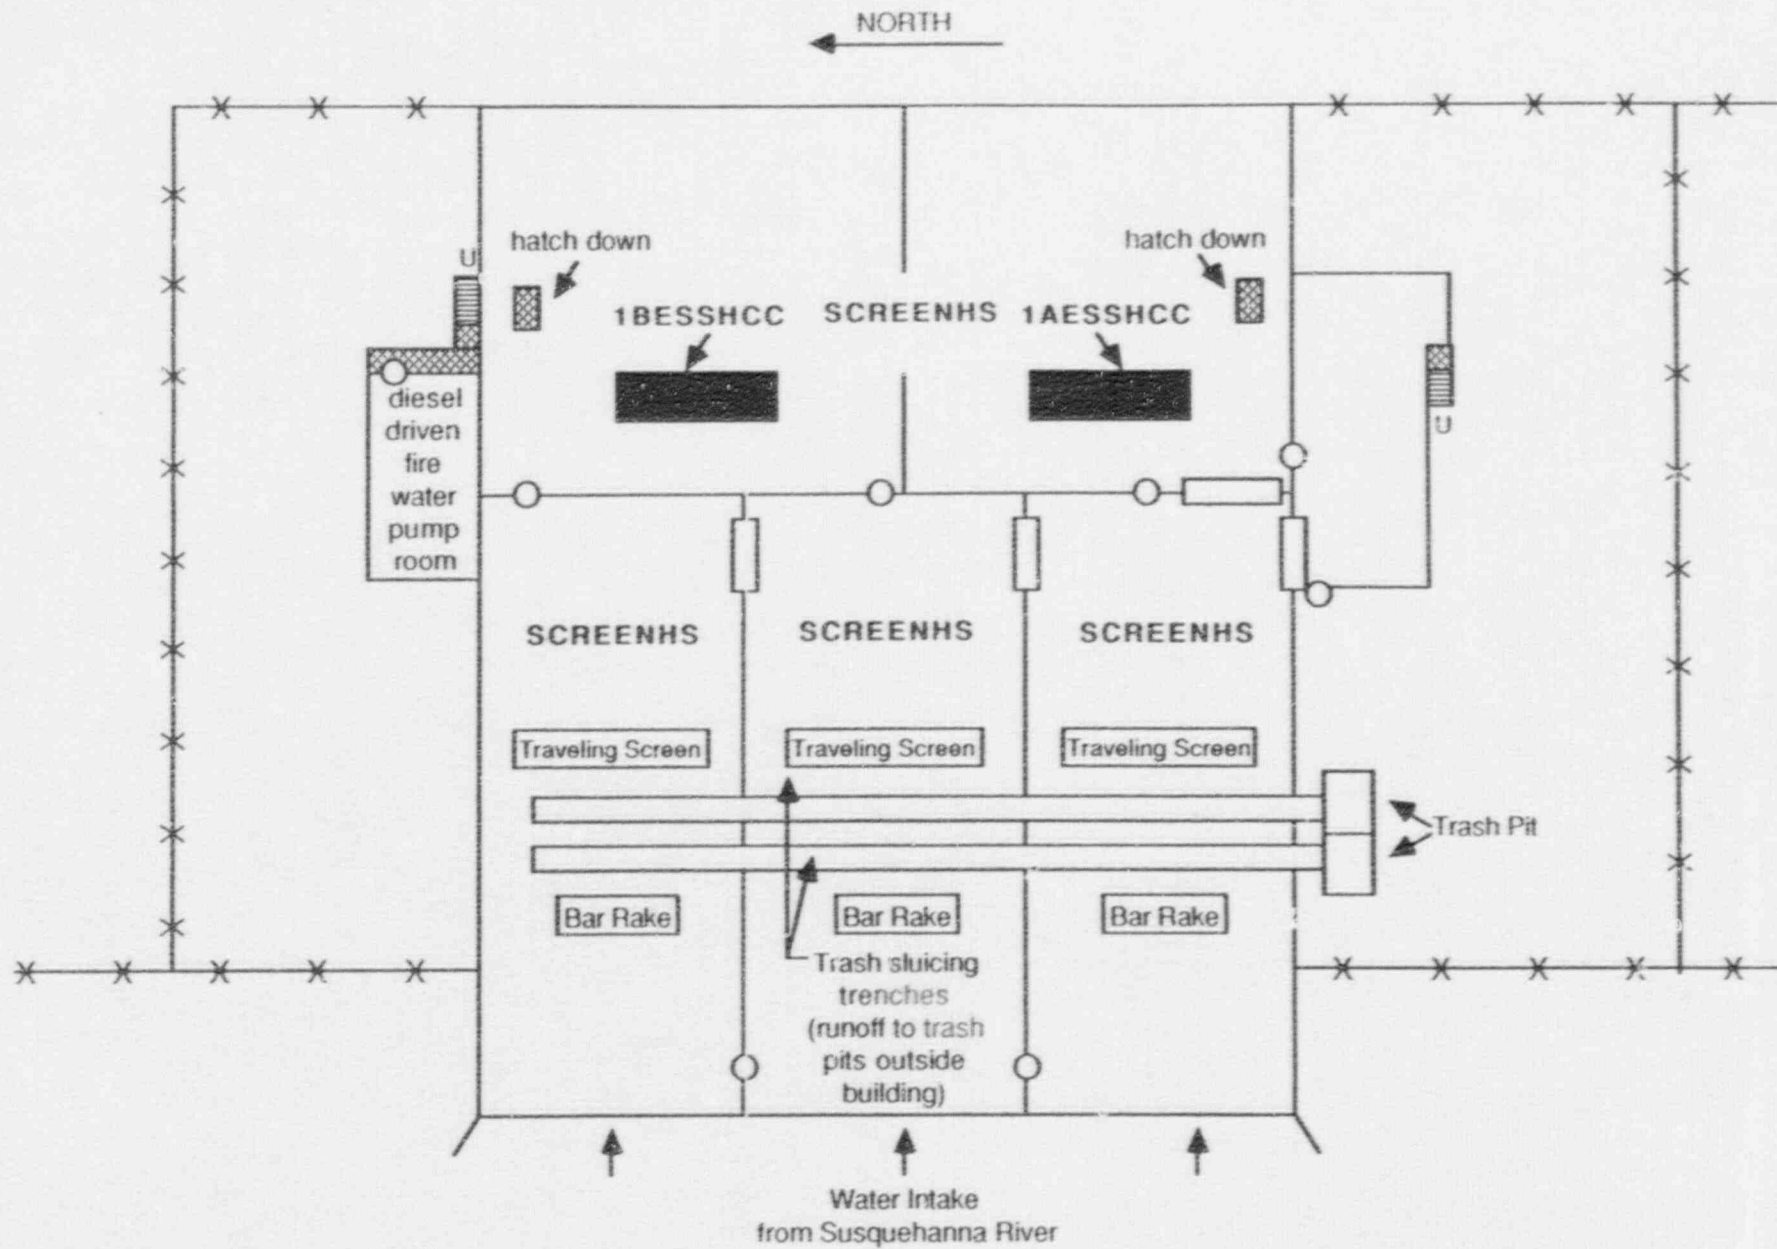 NORTH
hatch down
hatch down
U
1BESSHCC
SCREENHS
1AESSHCC
diesel
driven
fire
water
pump
room
U
SCREENHS
SCREENHS
SCREENHS
Traveling Screen
Traveling Screen
Traveling Screen
Trash Pit
Bar Rake
Bar Rake
Bar Rake
Trash sluicing
trenches
(runoff to trash
pits outside
building)
Water Intake
from Susquehanna River